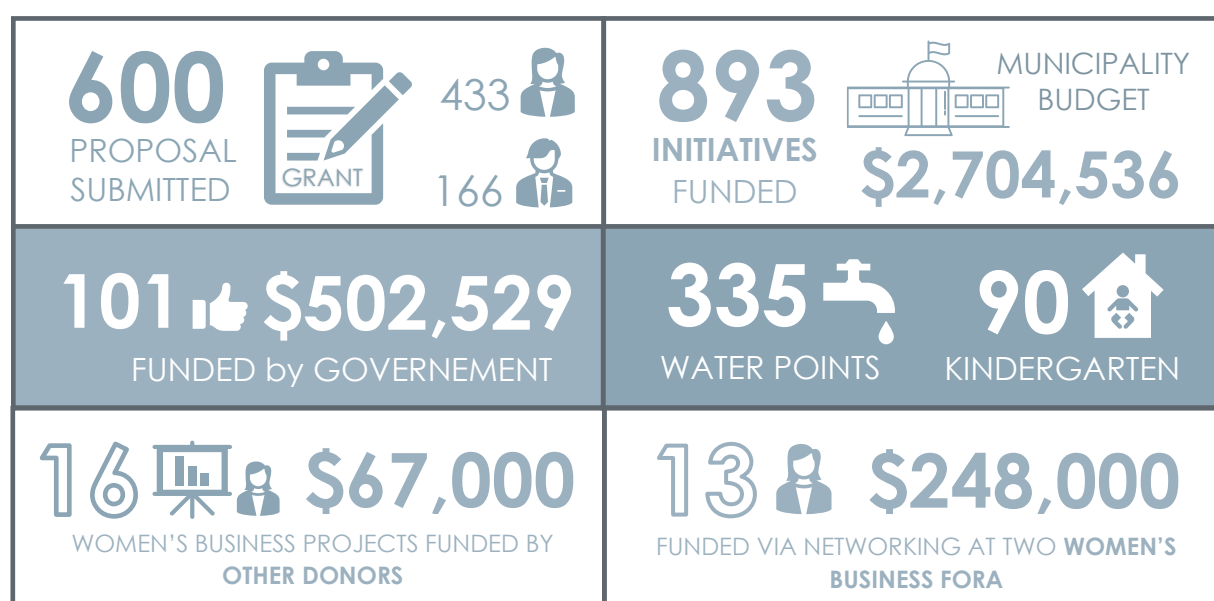 600
PROPOSAL
SUBMITTED
GRANT
433
166
893
INITIATIVES
FUNDED
MUNICIPALITY
BUDGET
$2,704,536
101 $502,529
FUNDED by GOVERNEMENT
335
WATER POINTS
90
KINDERGARTEN
16 $67,000
WOMEN'S BUSINESS PROJECTS FUNDED BY
OTHER DONORS
13 $248,000
FUNDED VIA NETWORKING AT TWO WOMEN'S
BUSINESS FORA